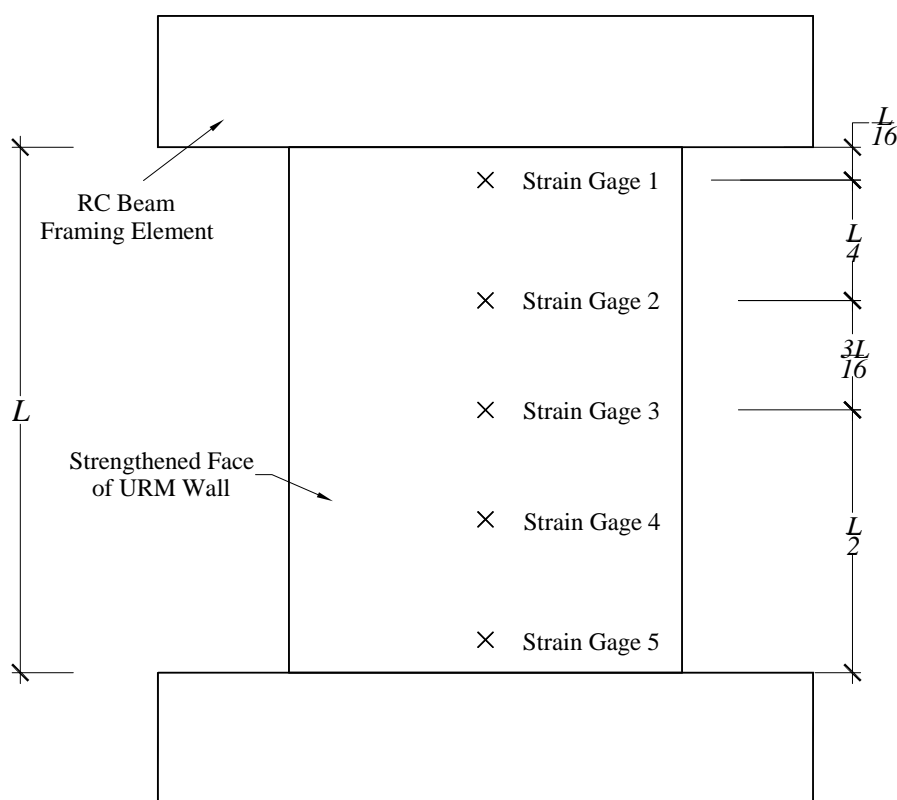 L
16
Strain Gage 1
RC Beam
Framing Element
L
4
Strain Gage 2
3L
16
L
Strain Gage 3
Strengthened Face
of URM Wall
Strain Gage 4
L
2
Strain Gage 5